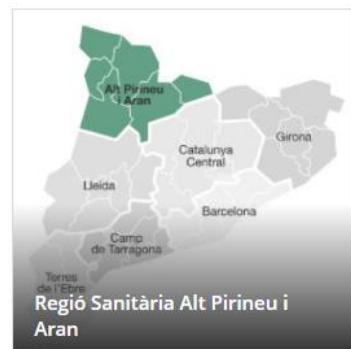 Alt Pirineu
i Aran
Girona
Catalunya
Central
Lleida
Barcelona
Camp
de Tarragona
Terres
de l'Ebre
Regió Sanitària Alt Pirineu i
Aran